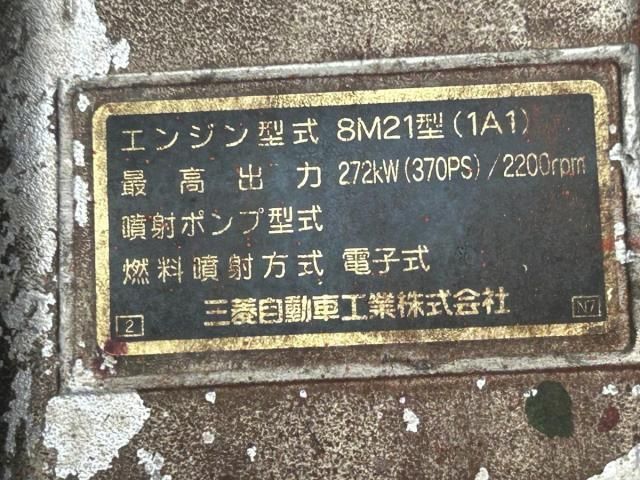 エンジン型式 8M21型(1A1)
最高出力 272kW(370PS)/2200rpm
噴射ポンプ型式
燃料噴射方式 電子式
三菱自動車工業株式会社
2
N7